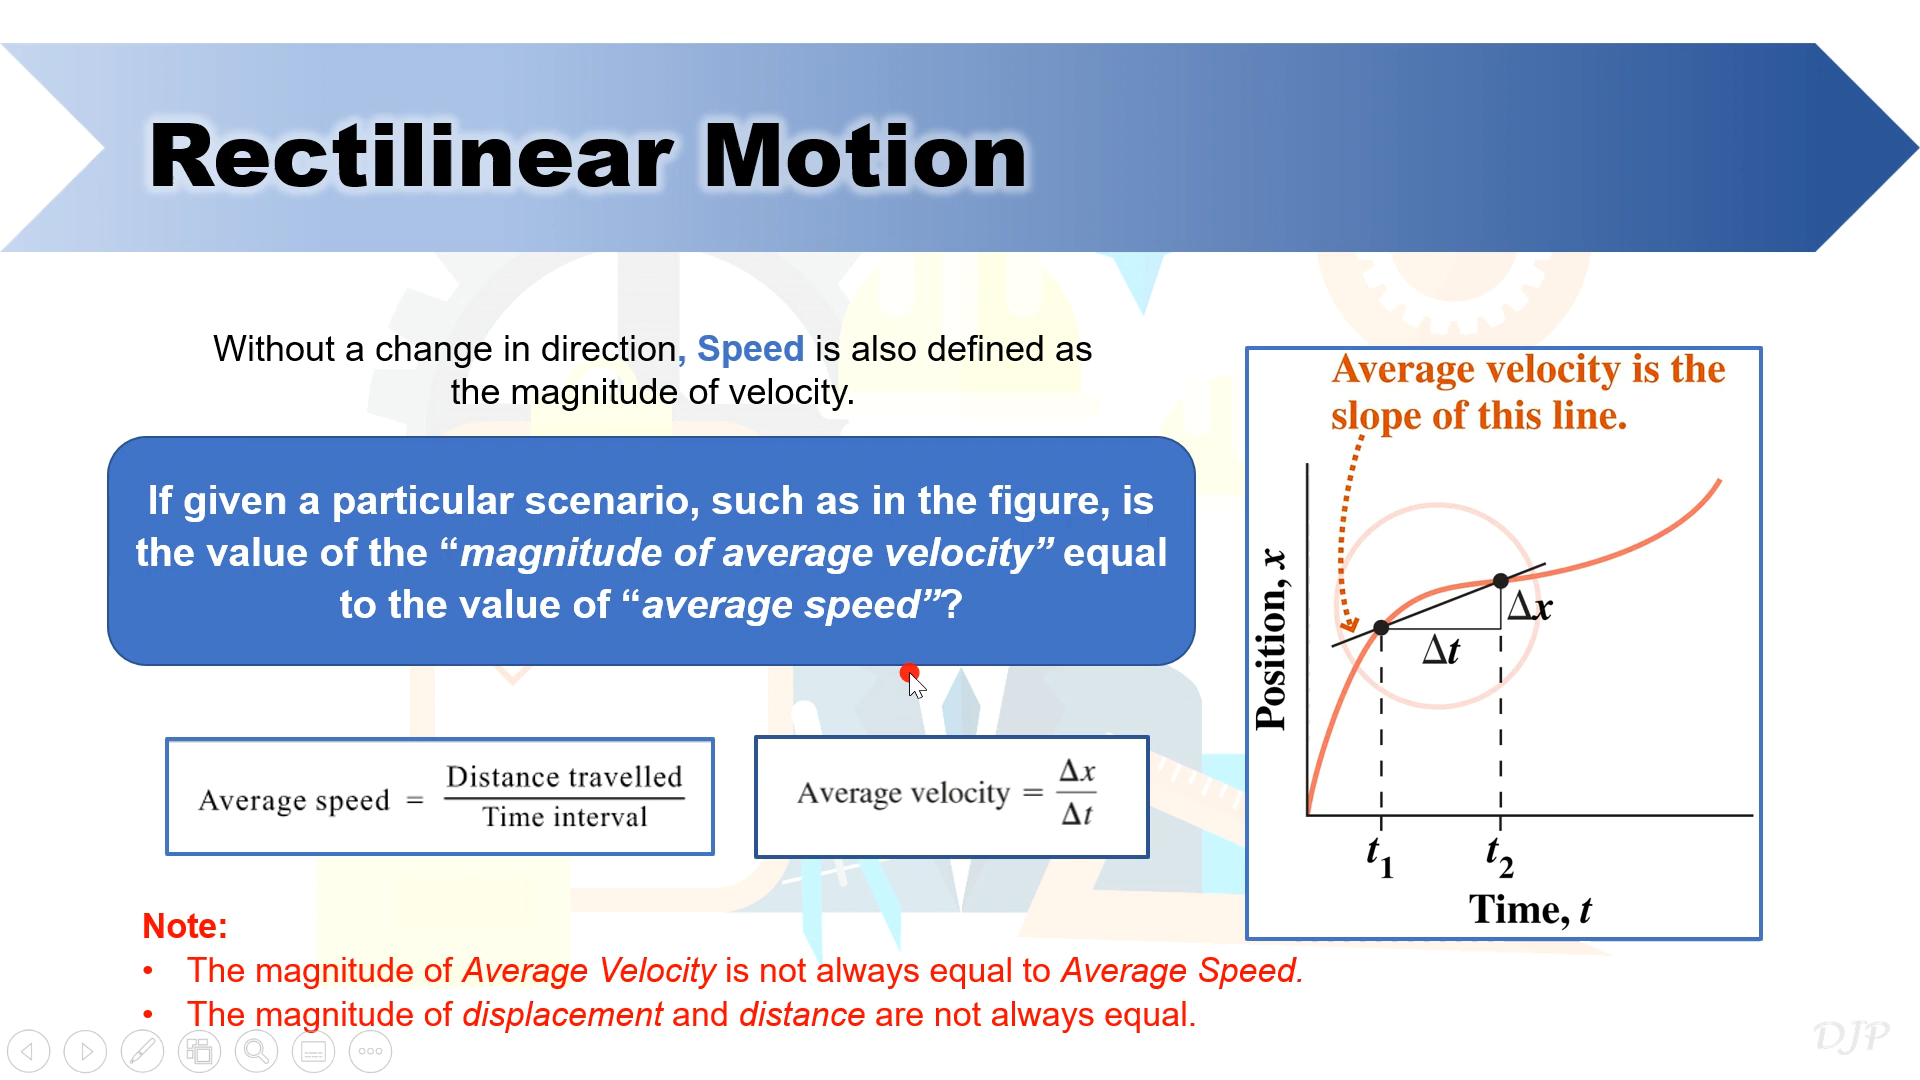 Rectilinear Motion
Without a change in direction, Speed is also defined as
the magnitude of velocity.
If given a particular scenario, such as in the figure, is
the value of the “magnitude of average velocity” equal
to the value of “average speed”?
Average speed = Distance travelled / Time interval
Average velocity = Δx / Δt
Average velocity is the
slope of this line.
Position, x
Δx
Δt
t1 t2
Time, t
Note:
• The magnitude of Average Velocity is not always equal to Average Speed.
• The magnitude of displacement and distance are not always equal.
DJP